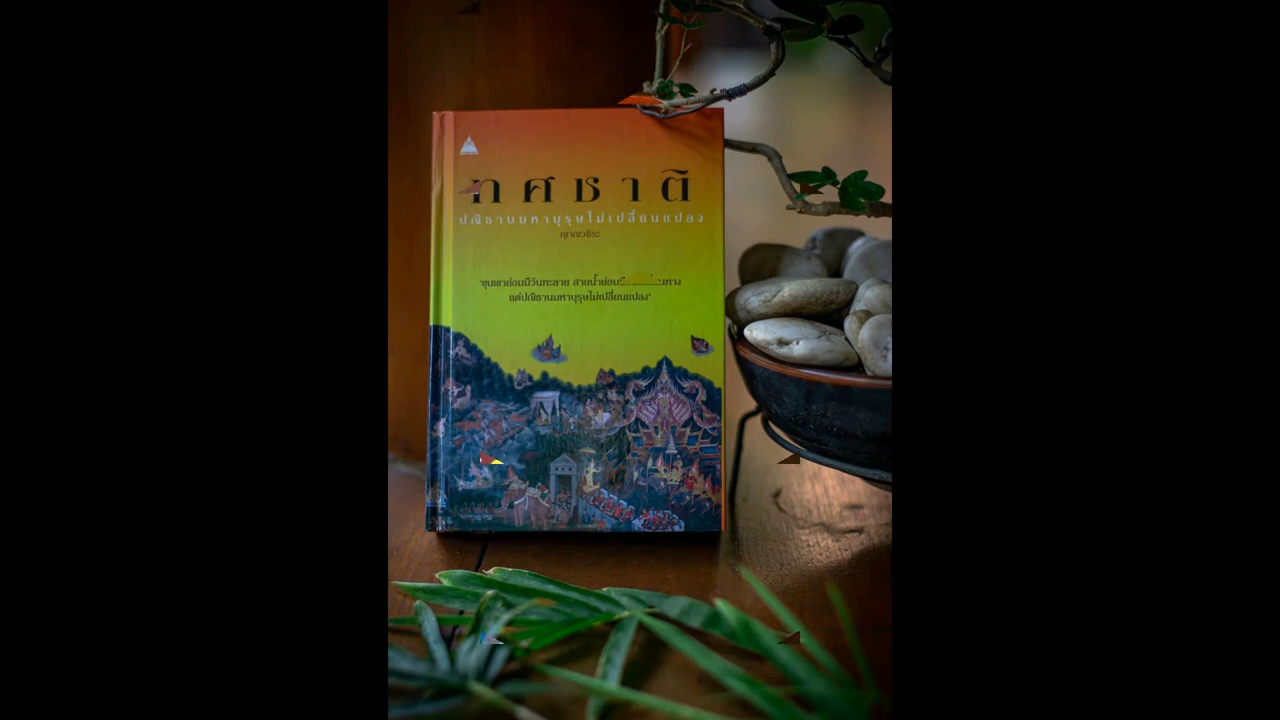 ทศชาติ
ปณิธานมหาบุรุษไม่เปลี่ยนแปลง
ญาณวชิระ
"ขุนเขาย่อมมีวันทะลาย สายน้ำย่อม
แต่ปณิธานมหาบุรุษไม่เปลี่ยนแปลง"